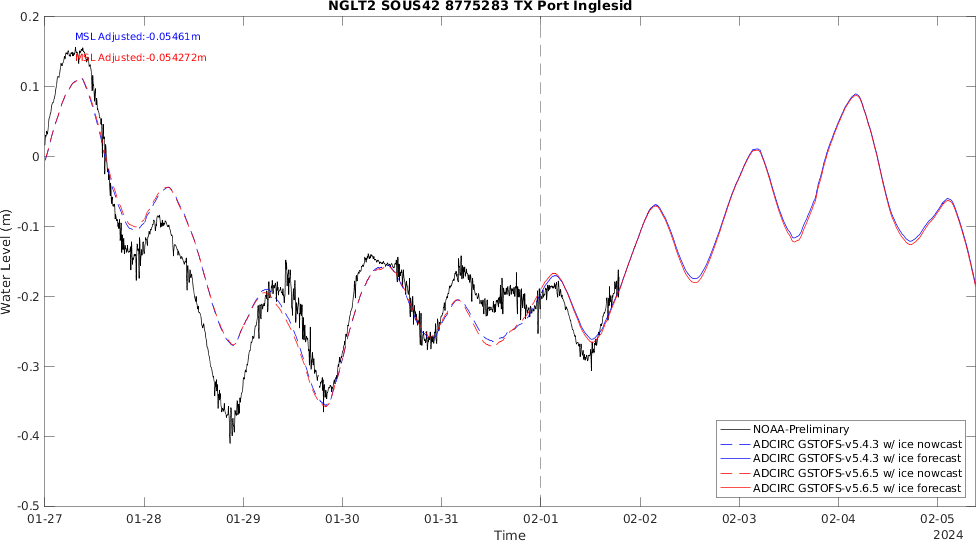 NGLT2 SOUS42 8775283 TX Port Inglesid
MSL Adjusted:-0.05461m
MSL Adjusted:-0.054272m
Water Level (m)
0.2
0.1
0
-0.1
-0.2
-0.3
-0.4
-0.5
NOAA-Preliminary
ADCIRC GSTOFS-v5.4.3 w/ ice nowcast
ADCIRC GSTOFS-v5.4.3 w/ ice forecast
ADCIRC GSTOFS-v5.6.5 w/ ice nowcast
ADCIRC GSTOFS-v5.6.5 w/ ice forecast
01-27 01-28 01-29 01-30 01-31 02-01 02-02 02-03 02-04 02-05
Time
2024